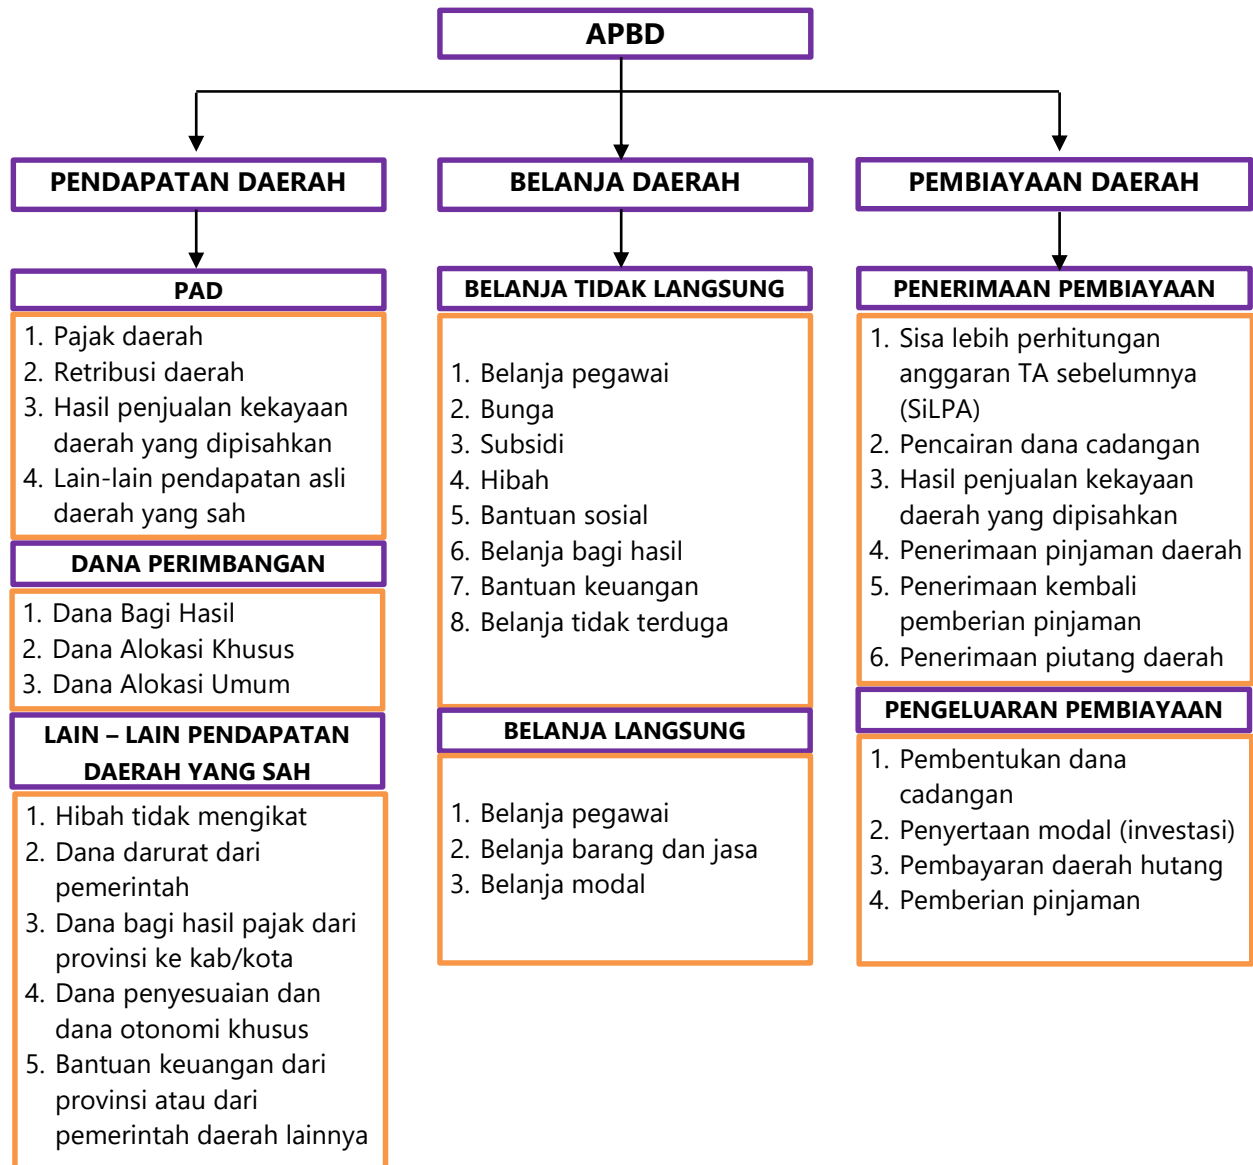 APBD
PENDAPATAN DAERAH
PAD
1. Pajak daerah
2. Retribusi daerah
3. Hasil penjualan kekayaan
daerah yang dipisahkan
4. Lain-lain pendapatan asli
daerah yang sah
DANA PERIMBANGAN
1. Dana Bagi Hasil
2. Dana Alokasi Khusus
3. Dana Alokasi Umum
LAIN – LAIN PENDAPATAN
DAERAH YANG SAH
1. Hibah tidak mengikat
2. Dana darurat dari
pemerintah
3. Dana bagi hasil pajak dari
provinsi ke kab/kota
4. Dana penyesuaian dan
dana otonomi khusus
5. Bantuan keuangan dari
provinsi atau dari
pemerintah daerah lainnya
BELANJA DAERAH
BELANJA TIDAK LANGSUNG
1. Belanja pegawai
2. Bunga
3. Subsidi
4. Hibah
5. Bantuan sosial
6. Belanja bagi hasil
7. Bantuan keuangan
8. Belanja tidak terduga
BELANJA LANGSUNG
1. Belanja pegawai
2. Belanja barang dan jasa
3. Belanja modal
PEMBIAYAAN DAERAH
PENERIMAAN PEMBIAYAAN
1. Sisa lebih perhitungan
anggaran TA sebelumnya
(SiLPA)
2. Pencairan dana cadangan
3. Hasil penjualan kekayaan
daerah yang dipisahkan
4. Penerimaan pinjaman daerah
5. Penerimaan kembali
pemberian pinjaman
6. Penerimaan piutang daerah
PENGELUARAN PEMBIAYAAN
1. Pembentukan dana
cadangan
2. Penyertaan modal (investasi)
3. Pembayaran daerah hutang
4. Pemberian pinjaman